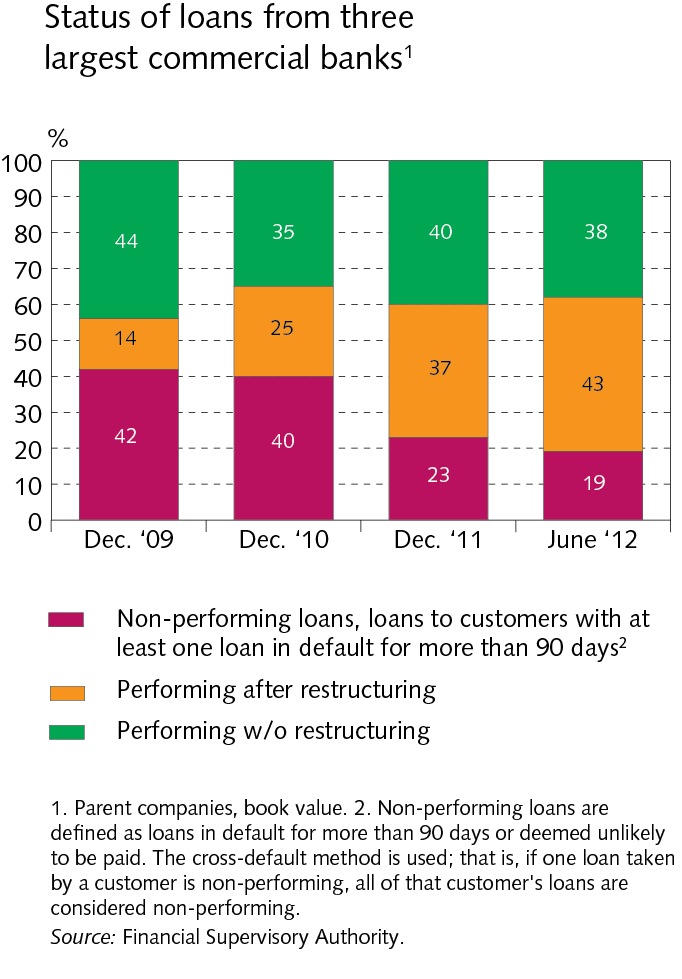 Status of loans from three
largest commercial banks¹
%
100
90
80
70
60
50
40
30
20
10
0
44
14
42
35
25
40
40
37
23
38
43
19
Dec. ‘09
Dec. ‘10
Dec. ‘11
June ‘12
Non-performing loans, loans to customers with at
least one loan in default for more than 90 days²
Performing after restructuring
Performing w/o restructuring
1. Parent companies, book value. 2. Non-performing loans are
defined as loans in default for more than 90 days or deemed unlikely
to be paid. The cross-default method is used; that is, if one loan taken
by a customer is non-performing, all of that customer's loans are
considered non-performing.
Source: Financial Supervisory Authority.